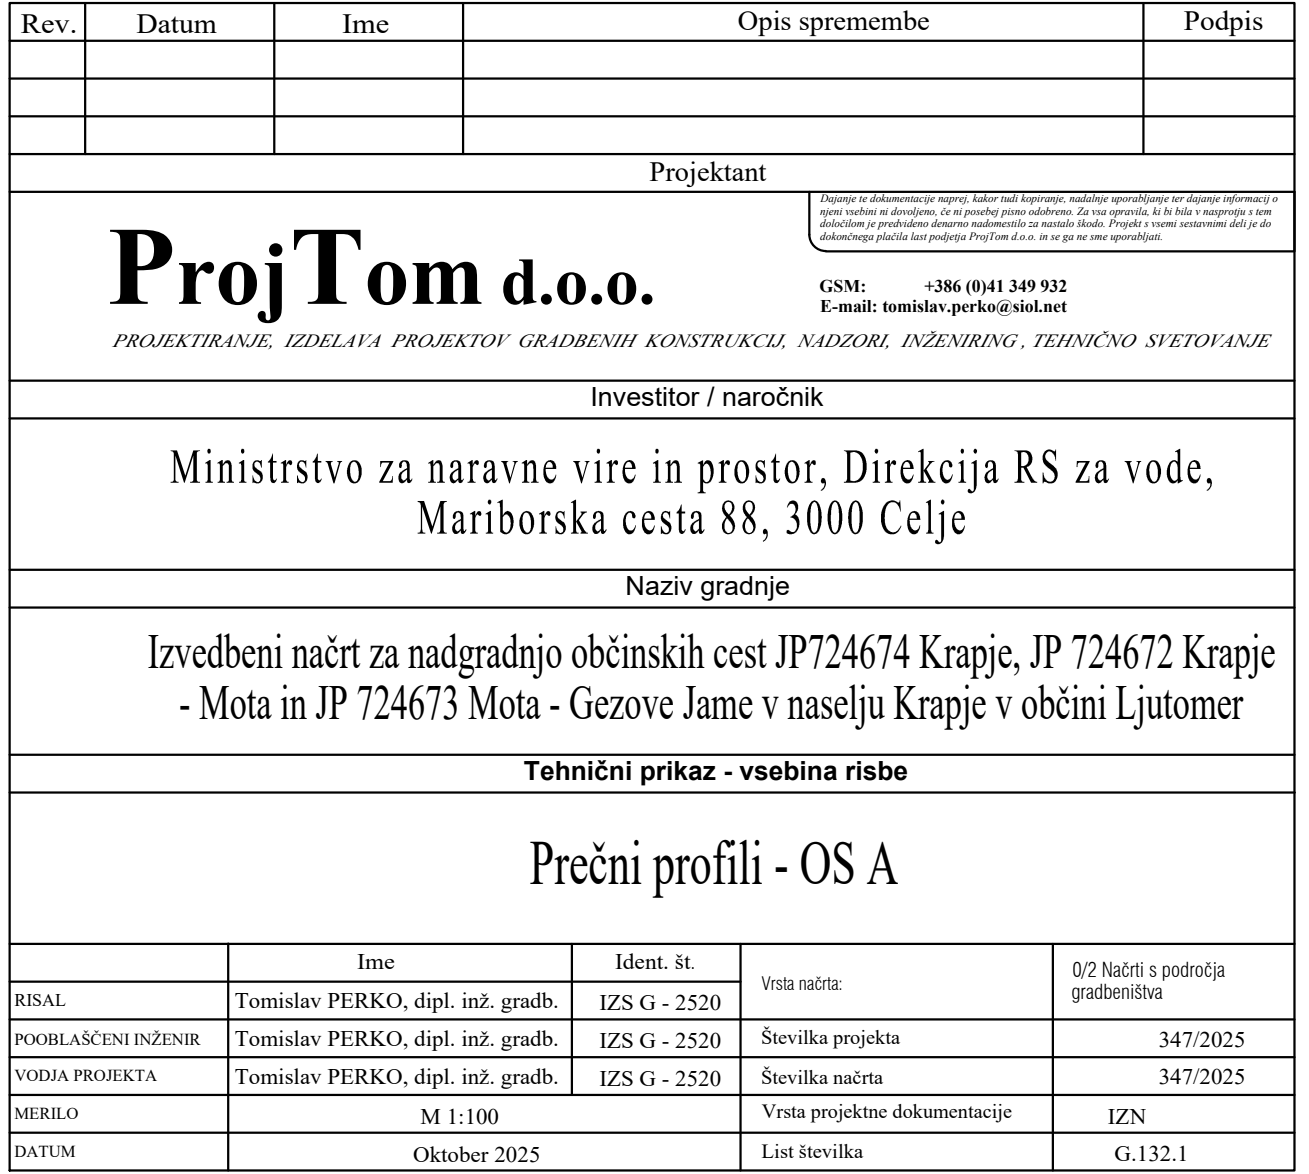 Rev. Datum Ime Opis spremembe Podpis
Projektant
Dajanje te dokumentacije naprej, kakor tudi kopiranje, nadalnje uporabljanje ter dajanje informacij o
njeni vsebini ni dovoljeno, če ni posebej pisno odobreno. Za vsa opravila, ki bi bila v nasprotju s tem
določilom je predvideno denarno nadomestilo za nastalo škodo. Projekt s vsemi sestavnimi deli je do
dokončnega plačila last podjetja ProjTom d.o.o. in se ga ne sme uporabljati.
ProjTom d.o.o.
GSM: +386 (0)41 349 932
E-mail: tomislav.perko@siol.net
PROJEKTIRANJE, IZDELAVA PROJEKTOV GRADBENIH KONSTRUKCIJ, NADZORI, INŽENIRING , TEHNIČNO SVETOVANJE
Investitor / naročnik
Ministrstvo za naravne vire in prostor, Direkcija RS za vode,
Mariborska cesta 88, 3000 Celje
Naziv gradnje
Izvedbeni načrt za nadgradnjo občinskih cest JP724674 Krapje, JP 724672 Krapje
- Mota in JP 724673 Mota - Gezove Jame v naselju Krapje v občini Ljutomer
Tehnični prikaz - vsebina risbe
Prečni profili - OS A
Ime Ident. št.
Vrsta načrta: 0/2 Načrti s področja
gradbeništva
RISAL Tomislav PERKO, dipl. inž. gradb. IZS G - 2520
POOBLAŠČENI INŽENIR Tomislav PERKO, dipl. inž. gradb. IZS G - 2520 Številka projekta 347/2025
VODJA PROJEKTA Tomislav PERKO, dipl. inž. gradb. IZS G - 2520 Številka načrta 347/2025
MERILO M 1:100 Vrsta projektne dokumentacije IZN
DATUM Oktober 2025 List številka G.132.1